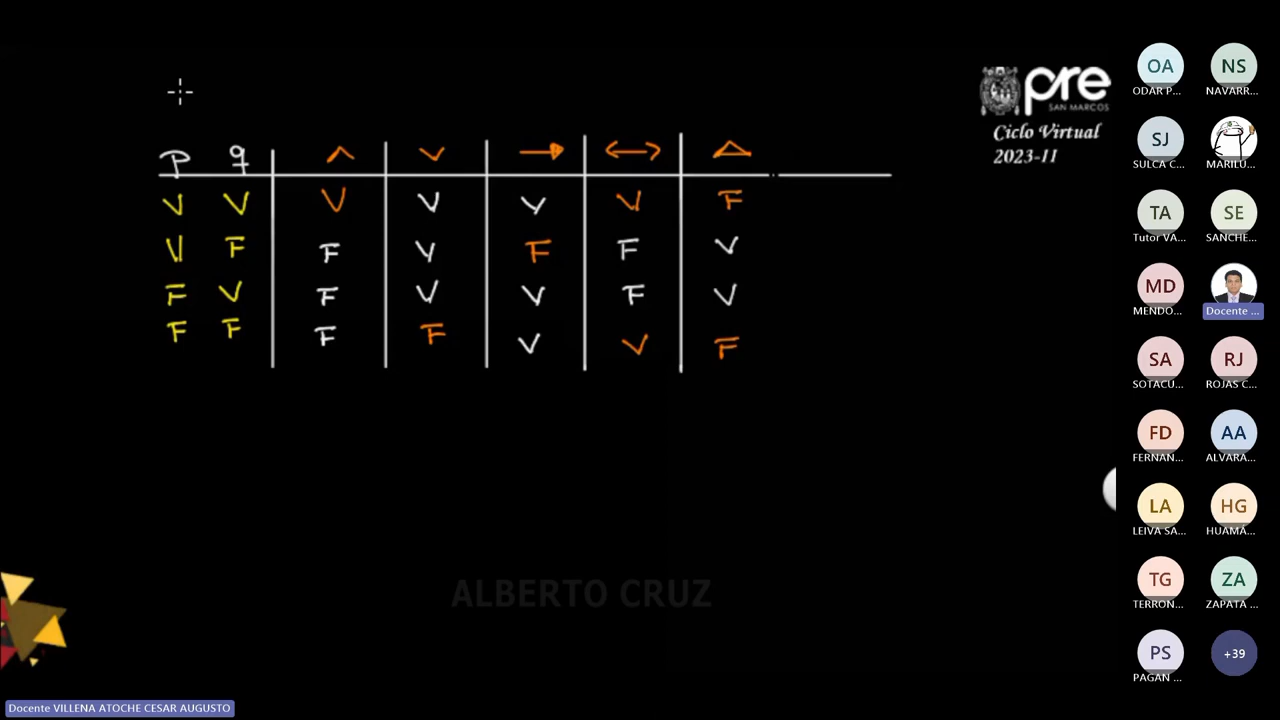 pre
SAN MARCOS
Ciclo Virtual
2023-II
p q ∧ ∨ → ↔ △
V V V V V V F
V F F V F F V
F V F V V F V
F F F F V V F
ALBERTO CRUZ
OA NS
ODAR P... NAVARR...
SJ
SULCA C... MARILÚ...
TA SE
Tutor VA... SANCHE...
MD
MENDO... Docente ...
SA RJ
SOTACU... ROJAS C...
FD AA
FERNAN... ALVARA...
LA HG
LEIVA SA... HUAMÁ...
TG ZA
TERRON... ZAPATA ...
PS +39
PAGAN ...
Docente VILLENA ATOCHE CESAR AUGUSTO